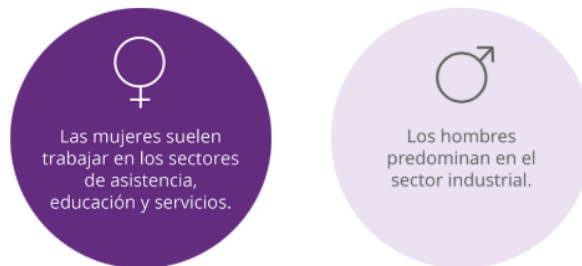 Las mujeres suelen
trabajar en los sectores
de asistencia,
educación y servicios.
Los hombres
predominan en el
sector industrial.